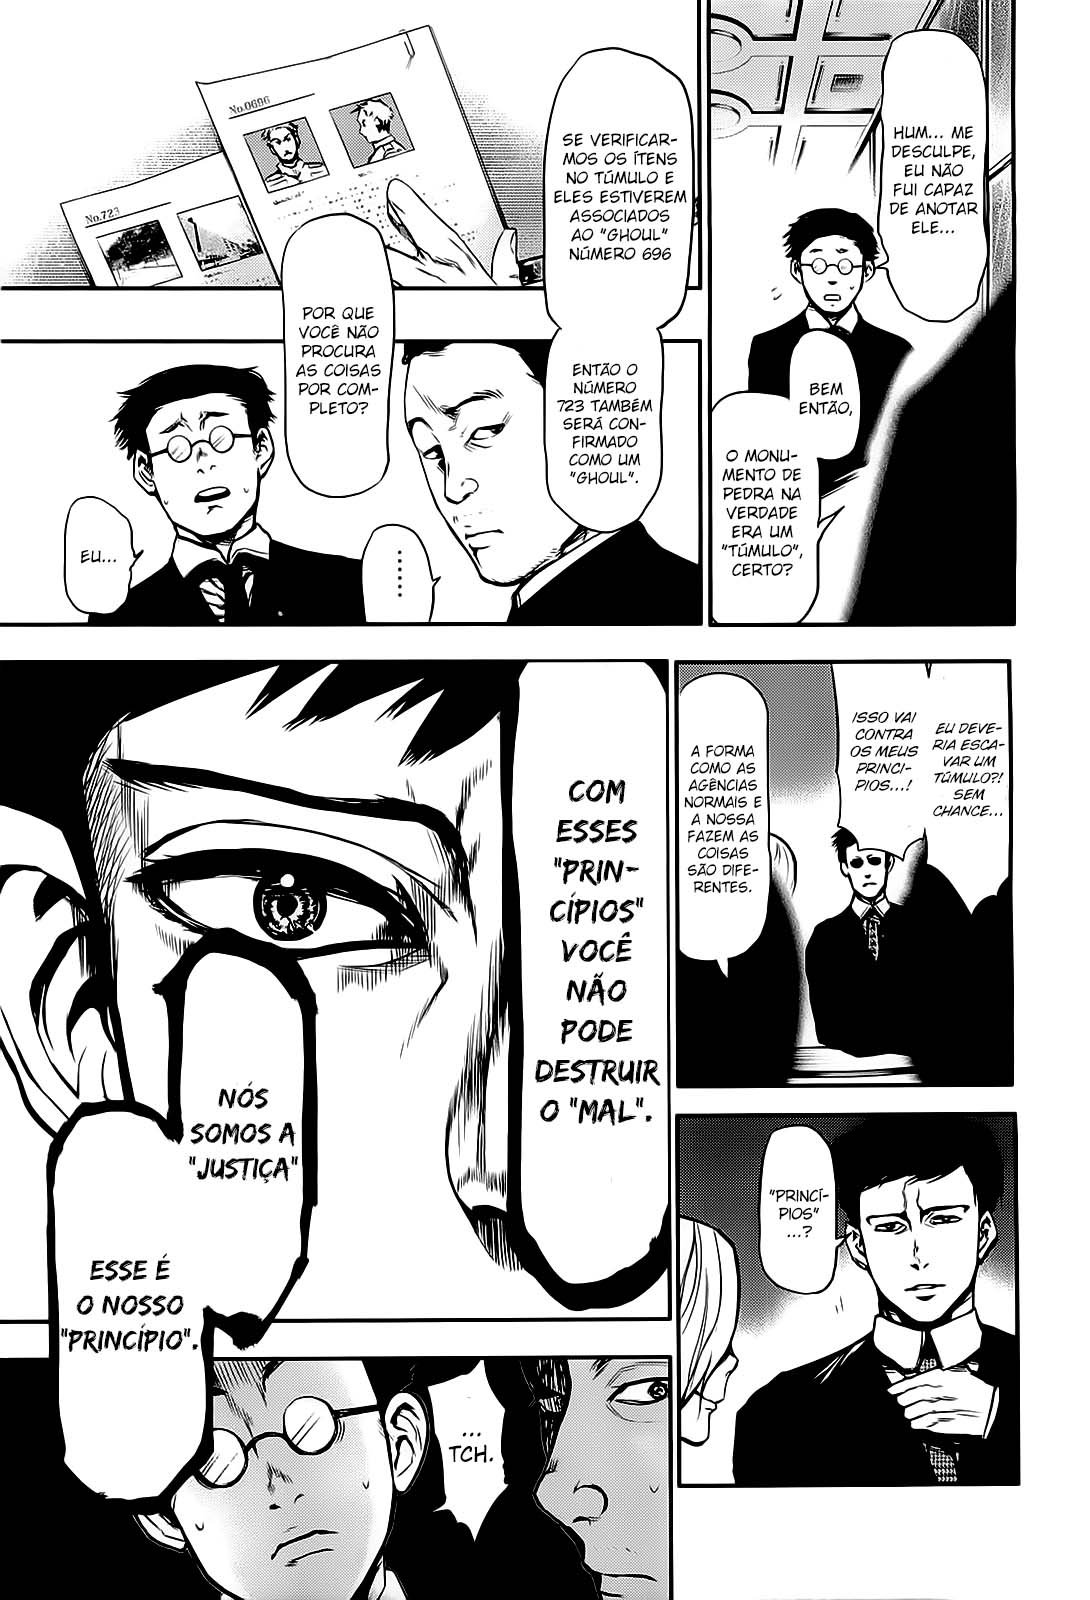 HUM... ME
DESCULPE,
EU NÃO
FUI CAPAZ
DE ANOTAR
ELE...
BEM
ENTÃO,
O MONU-
MENTO DE
PEDRA NA
VERDADE
ERA UM
"TÚMULO",
CERTO?
SE VERIFICAR-
MOS OS ÍTENS
NO TÚMULO E
ELES ESTIVEREM
ASSOCIADOS
AO "GHOUL"
NÚMERO 696
No.0696
No.723
ENTÃO O
NÚMERO
723 TAMBÉM
SERÁ CON-
FIRMADO
COMO UM
"GHOUL".
POR QUE
VOCÊ NÃO
PROCURA
AS COISAS
POR COM-
PLETO?
......
EU...
EU DEVE-
RIA ESCA-
VAR UM
TÚMULO?!
SEM
CHANCE...
ISSO VAI
CONTRA
OS MEUS
PRINCI-
PIOS...!
A FORMA
COMO AS
AGÊNCIAS
NORMAIS E
A NOSSA
FAZEM AS
COISAS
SÃO DIFE-
RENTES.
"PRINCÍ-
PIOS"
...?
COM
ESSES
"PRIN-
CÍPIOS"
VOCÊ
NÃO
PODE
DESTRUIR
O "MAL".
NÓS
SOMOS A
"JUSTIÇA"
ESSE É
O NOSSO
"PRINCÍPIO".
...
TCH.